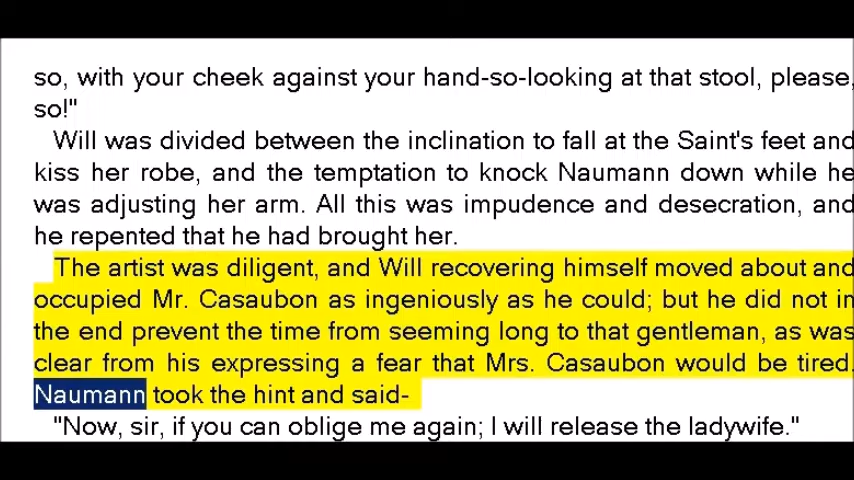 so, with your cheek against your hand-so-looking at that stool, please,
so!"
Will was divided between the inclination to fall at the Saint's feet and
kiss her robe, and the temptation to knock Naumann down while he
was adjusting her arm. All this was impudence and desecration, and
he repented that he had brought her.
The artist was diligent, and Will recovering himself moved about and
occupied Mr. Casaubon as ingeniously as he could; but he did not in
the end prevent the time from seeming long to that gentleman, as was
clear from his expressing a fear that Mrs. Casaubon would be tired.
Naumann took the hint and said-
"Now, sir, if you can oblige me again; I will release the ladywife."